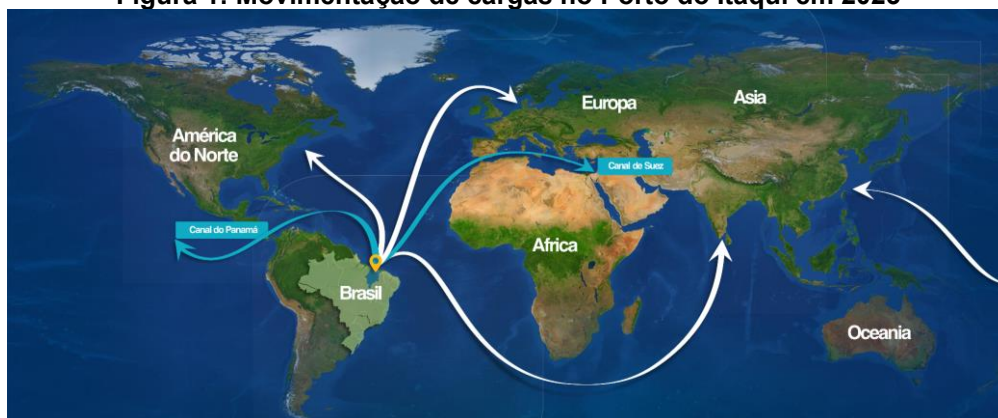 Figura 1: Movimentação de cargas no Porto do Itaqui em 2023
América
do Norte
Europa
Asia
Canal de Suez
Canal do Panamá
Africa
Brasil
Oceania